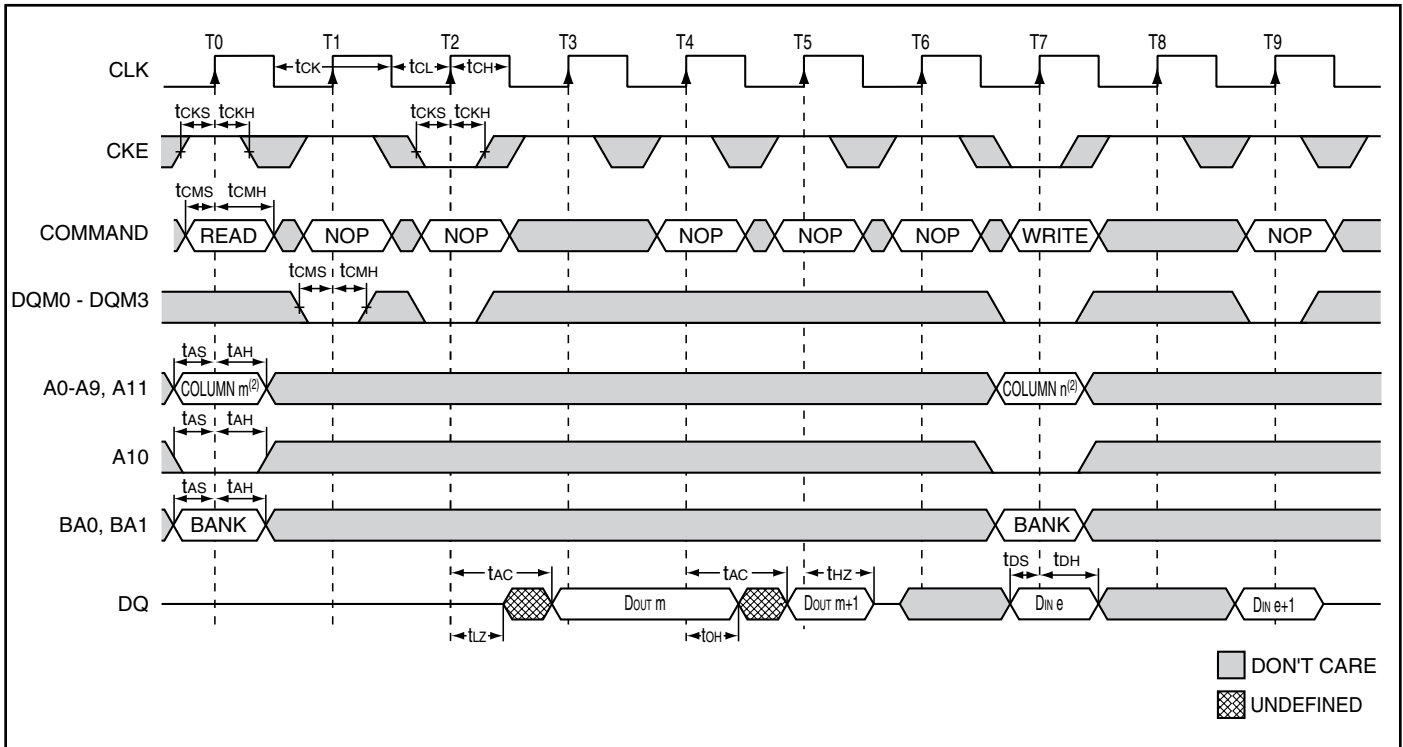 T0 T1 T2 T3 T4 T5 T6 T7 T8 T9
CLK tCK tCL tCH
tCKS tCKH tCKS tCKH
CKE
tCMS tCMH
COMMAND READ NOP NOP NOP NOP NOP WRITE NOP
tCMS tCMH
DQM0 - DQM3
tAS tAH
A0-A9, A11 COLUMN m(2) COLUMN n(2)
tAS tAH
A10
tAS tAH
BA0, BA1 BANK BANK
tAC tAC tHZ tDS tDH
DQ DOUT m DOUT m+1 DIN e DIN e+1
tLZ tOH
DON'T CARE
UNDEFINED